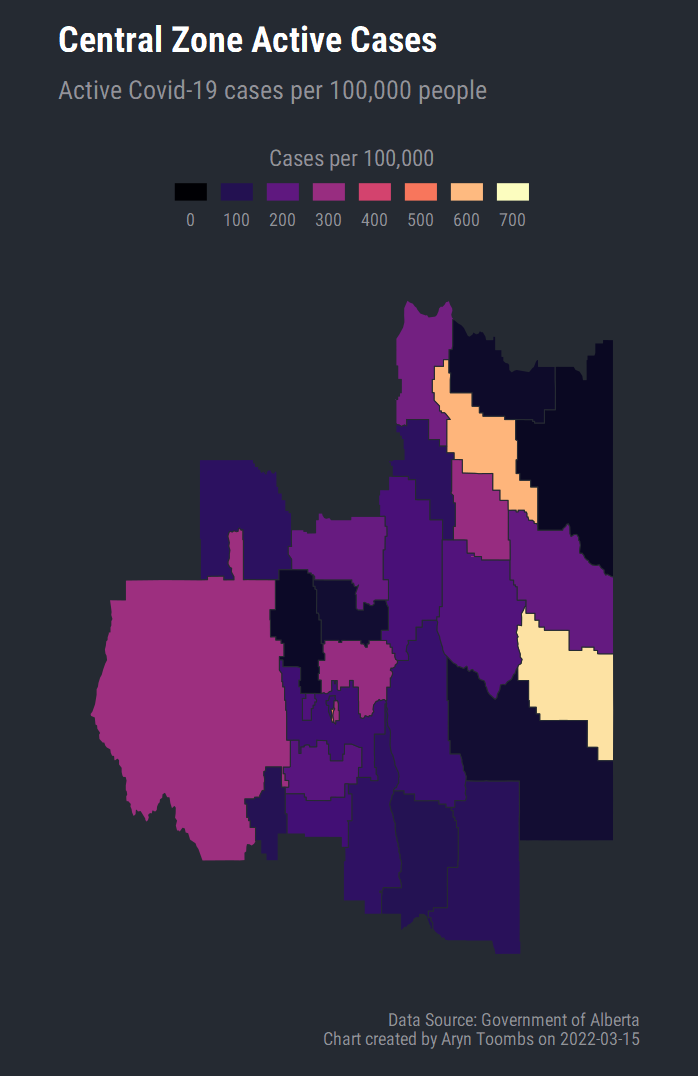 Central Zone Active Cases
Active Covid-19 cases per 100,000 people
Cases per 100,000
0 100 200 300 400 500 600 700
Data Source: Government of Alberta
Chart created by Aryn Toombs on 2022-03-15